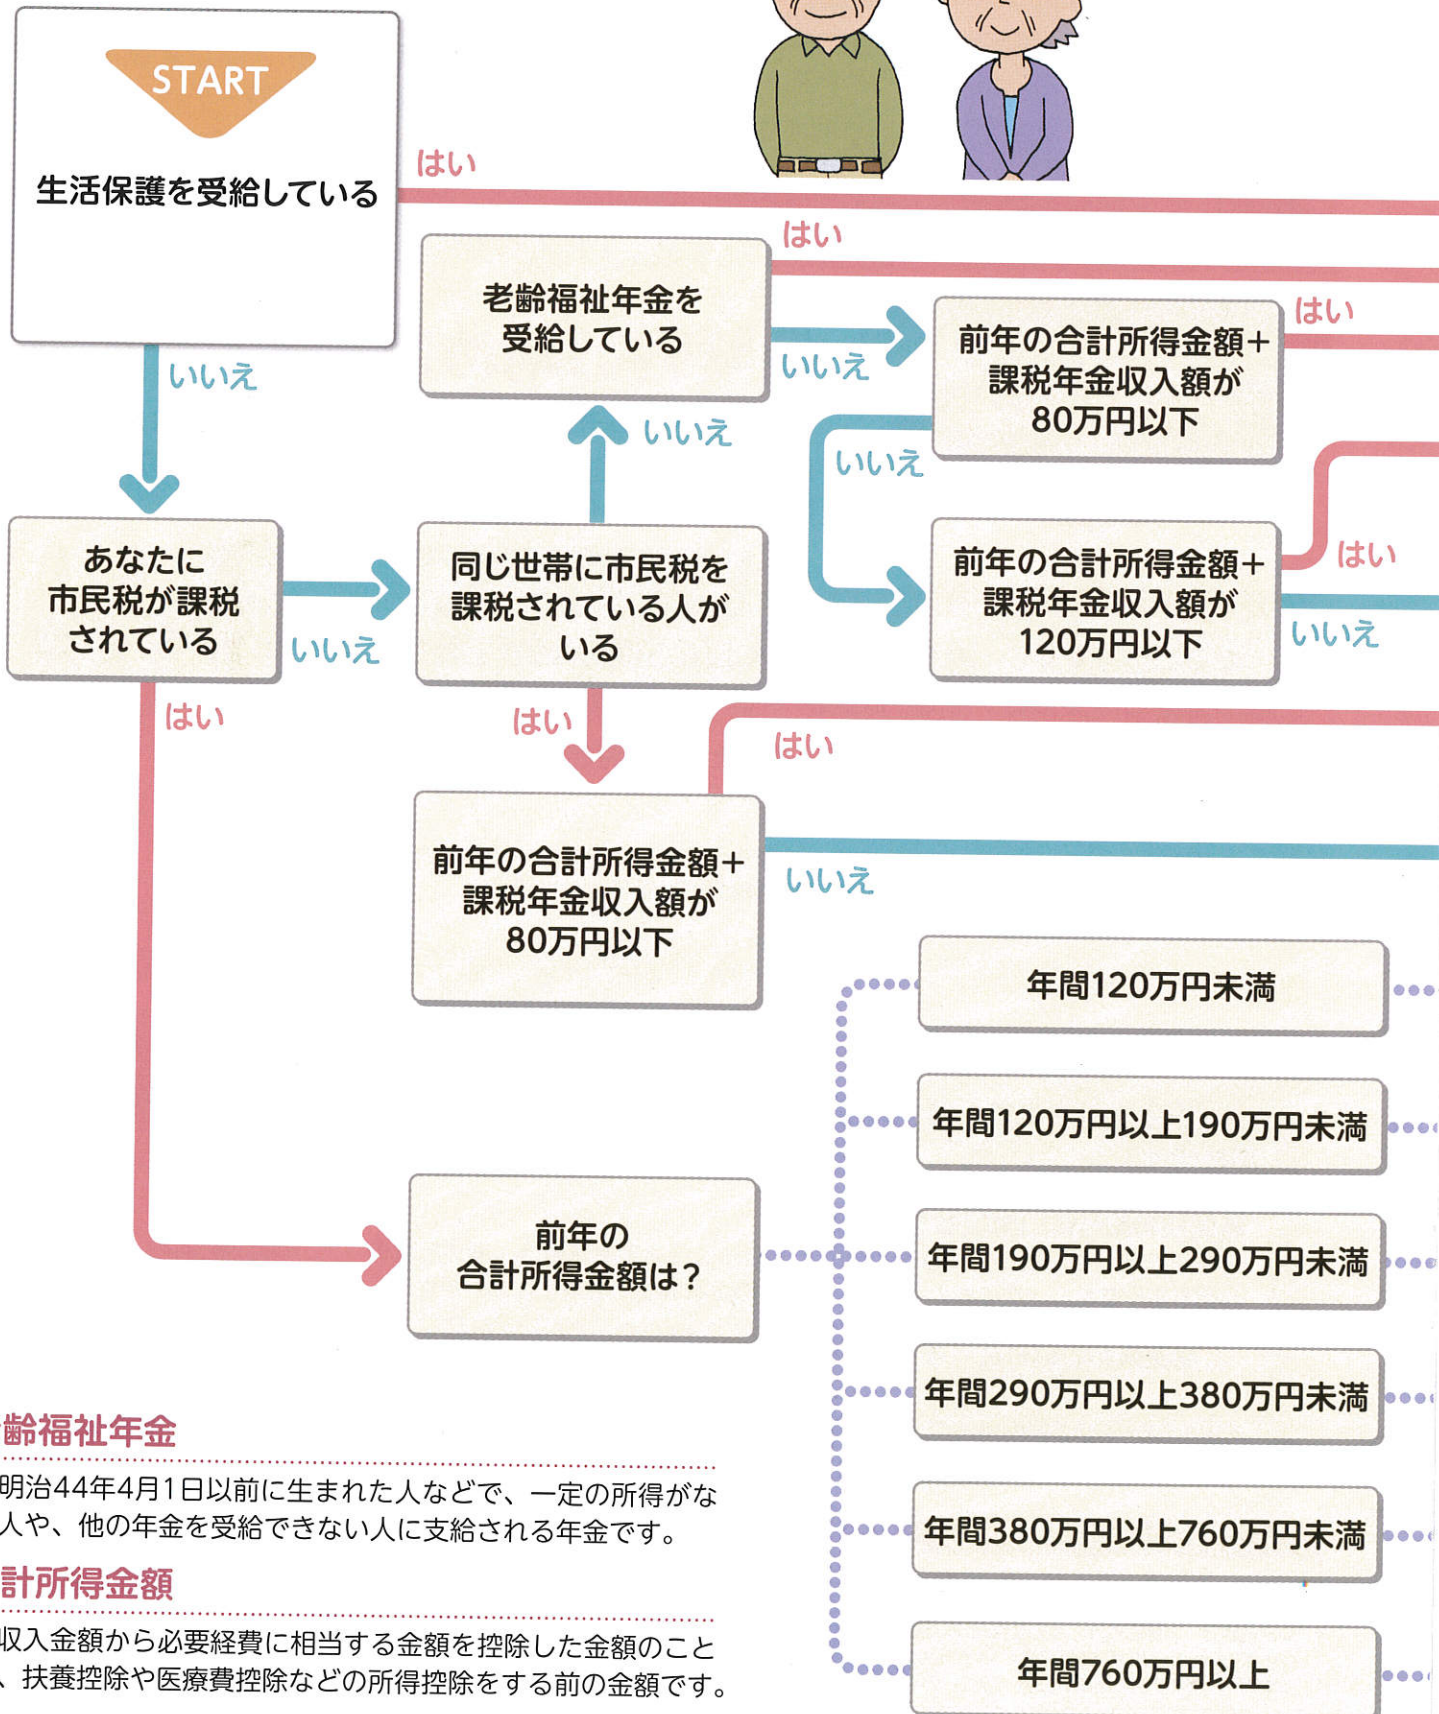 START
生活保護を受給している
はい
はい
老齢福祉年金を
受給している
はい
前年の合計所得金額+
課税年金収入額が
80万円以下
いいえ
いいえ
いいえ
いいえ
あなたに
市民税が課税
されている
同じ世帯に市民税を
課税されている人が
いる
前年の合計所得金額+
課税年金収入額が
120万円以下
はい
いいえ
いいえ
はい
はい
はい
前年の合計所得金額+
課税年金収入額が
80万円以下
いいえ
年間120万円未満
年間120万円以上190万円未満
前年の
合計所得金額は?
年間190万円以上290万円未満
年間290万円以上380万円未満
年間380万円以上760万円未満
年間760万円以上
齢福祉年金
明治44年4月1日以前に生まれた人などで、一定の所得がな
人や、他の年金を受給できない人に支給される年金です。
計所得金額
収入金額から必要経費に相当する金額を控除した金額のこと
、扶養控除や医療費控除などの所得控除をする前の金額です。